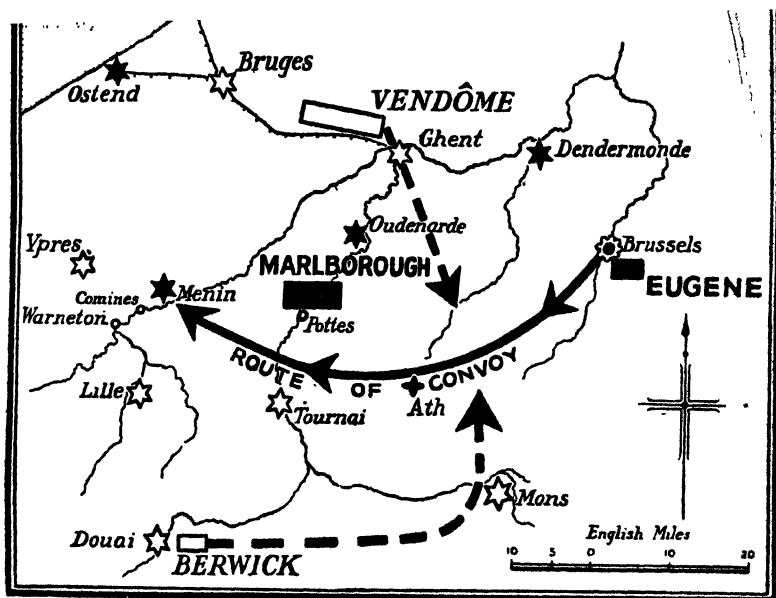 Bruges
Ostend
VENDÔME
Ghent
Dendermonde
Oudenarde
Ypres
Brussels
MARLBOROUGH
EUGENE
Menin
Comines
Warneton
Pottes
ROUTE OF CONVOY
Lille
Tournai
Ath
Mons
Douai
BERWICK
English Miles
10 5 0 10 20